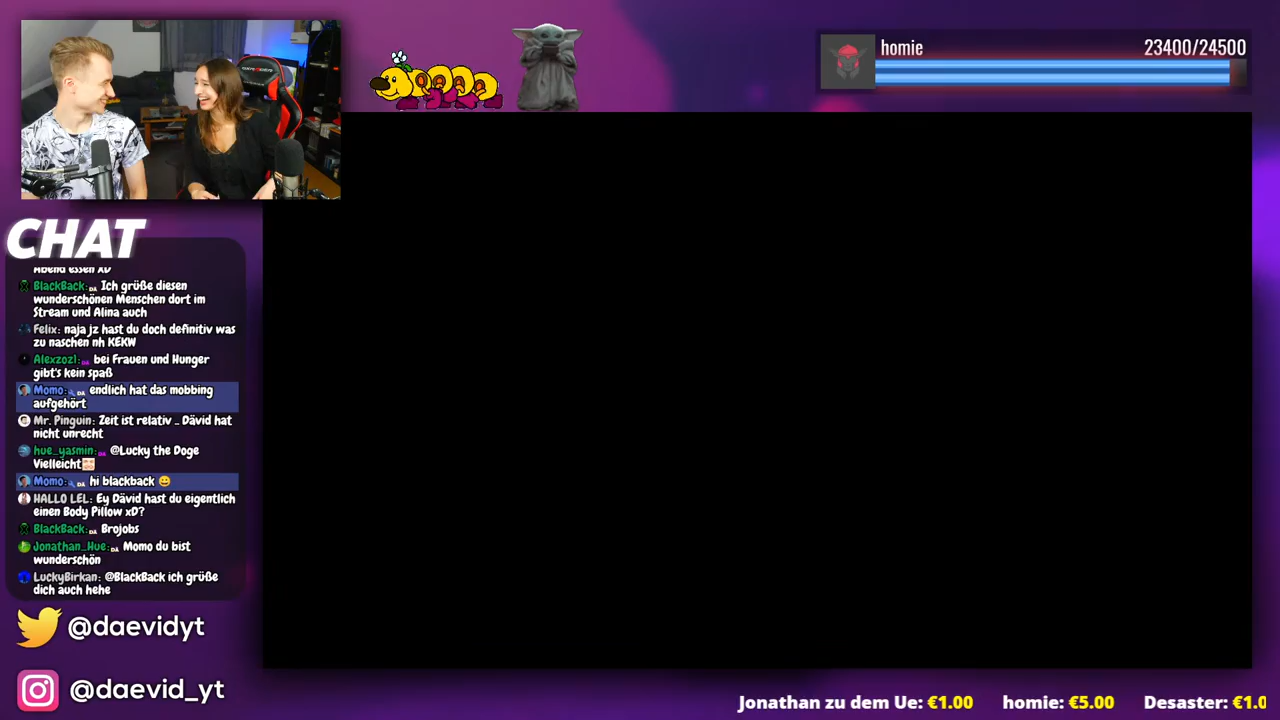 homie 23400/24500
CHAT
Abend essen XD
BlackBack: Ich grüße diesen
wunderschönen Menschen dort im
Stream und Alina auch
Felix: naja jz hast du doch definitiv was
zu naschen nh KEKW
Alexzoz!: bei Frauen und Hunger
gibt's kein spaß
Momo: endlich hat das mobbing
aufgehört
Mr. Pinguin: Zeit ist relativ .. Dävid hat
nicht unrecht
hue_yasmin: @Lucky the Doge
Vielleicht
Momo: hi blackback 😀
HALLO LEL: Ey Dävid hast du eigentlich
einen Body Pillow xD?
BlackBack: Brojobs
Jonathan_Hue: Momo du bist
wunderschön
LuckyBirkan: @BlackBack ich grüße
dich auch hehe
@daevidyt
@daevid_yt
Jonathan zu dem Ue: €1.00 homie: €5.00 Desaster: €1.0